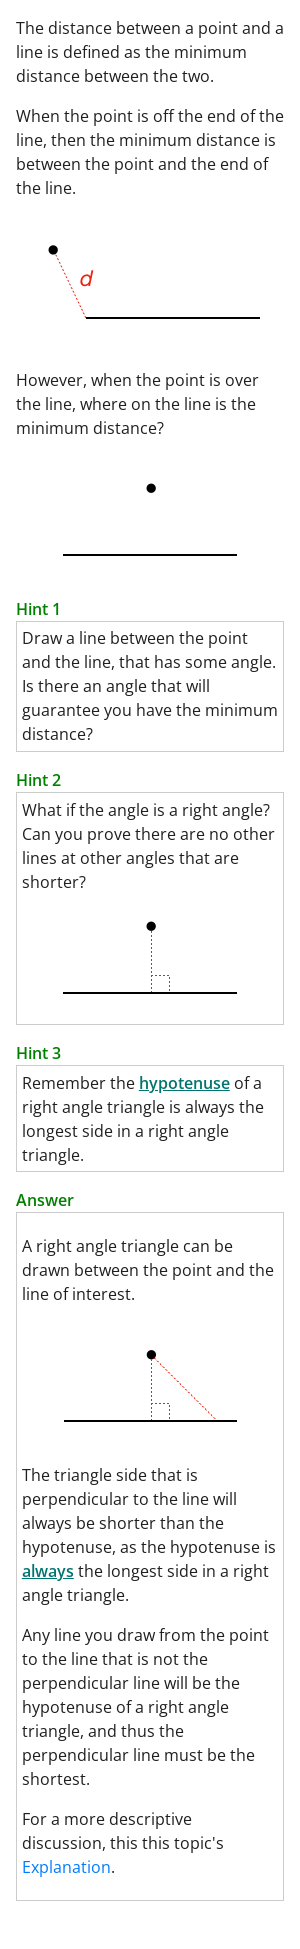 The distance between a point and a
line is defined as the minimum
distance between the two.
When the point is off the end of the
line, then the minimum distance is
between the point and the end of
the line.
d
However, when the point is over
the line, where on the line is the
minimum distance?
Hint 1
Draw a line between the point
and the line, that has some angle.
Is there an angle that will
guarantee you have the minimum
distance?
Hint 2
What if the angle is a right angle?
Can you prove there are no other
lines at other angles that are
shorter?
Hint 3
Remember the hypotenuse of a
right angle triangle is always the
longest side in a right angle
triangle.
Answer
A right angle triangle can be
drawn between the point and the
line of interest.
The triangle side that is
perpendicular to the line will
always be shorter than the
hypotenuse, as the hypotenuse is
always the longest side in a right
angle triangle.
Any line you draw from the point
to the line that is not the
perpendicular line will be the
hypotenuse of a right angle
triangle, and thus the
perpendicular line must be the
shortest.
For a more descriptive
discussion, this this topic's
Explanation.